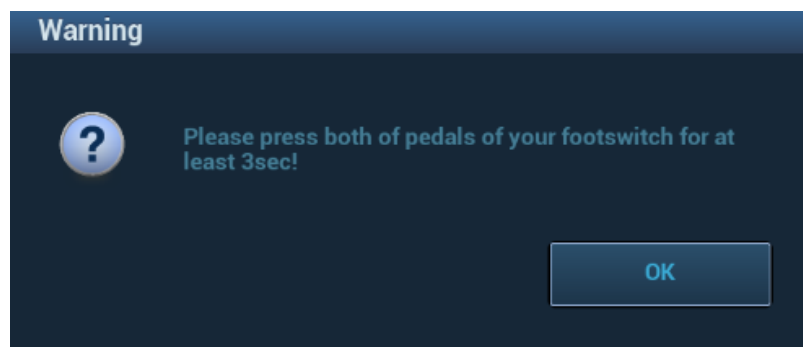 Warning
?
Please press both of pedals of your footswitch for at
least 3sec!
OK